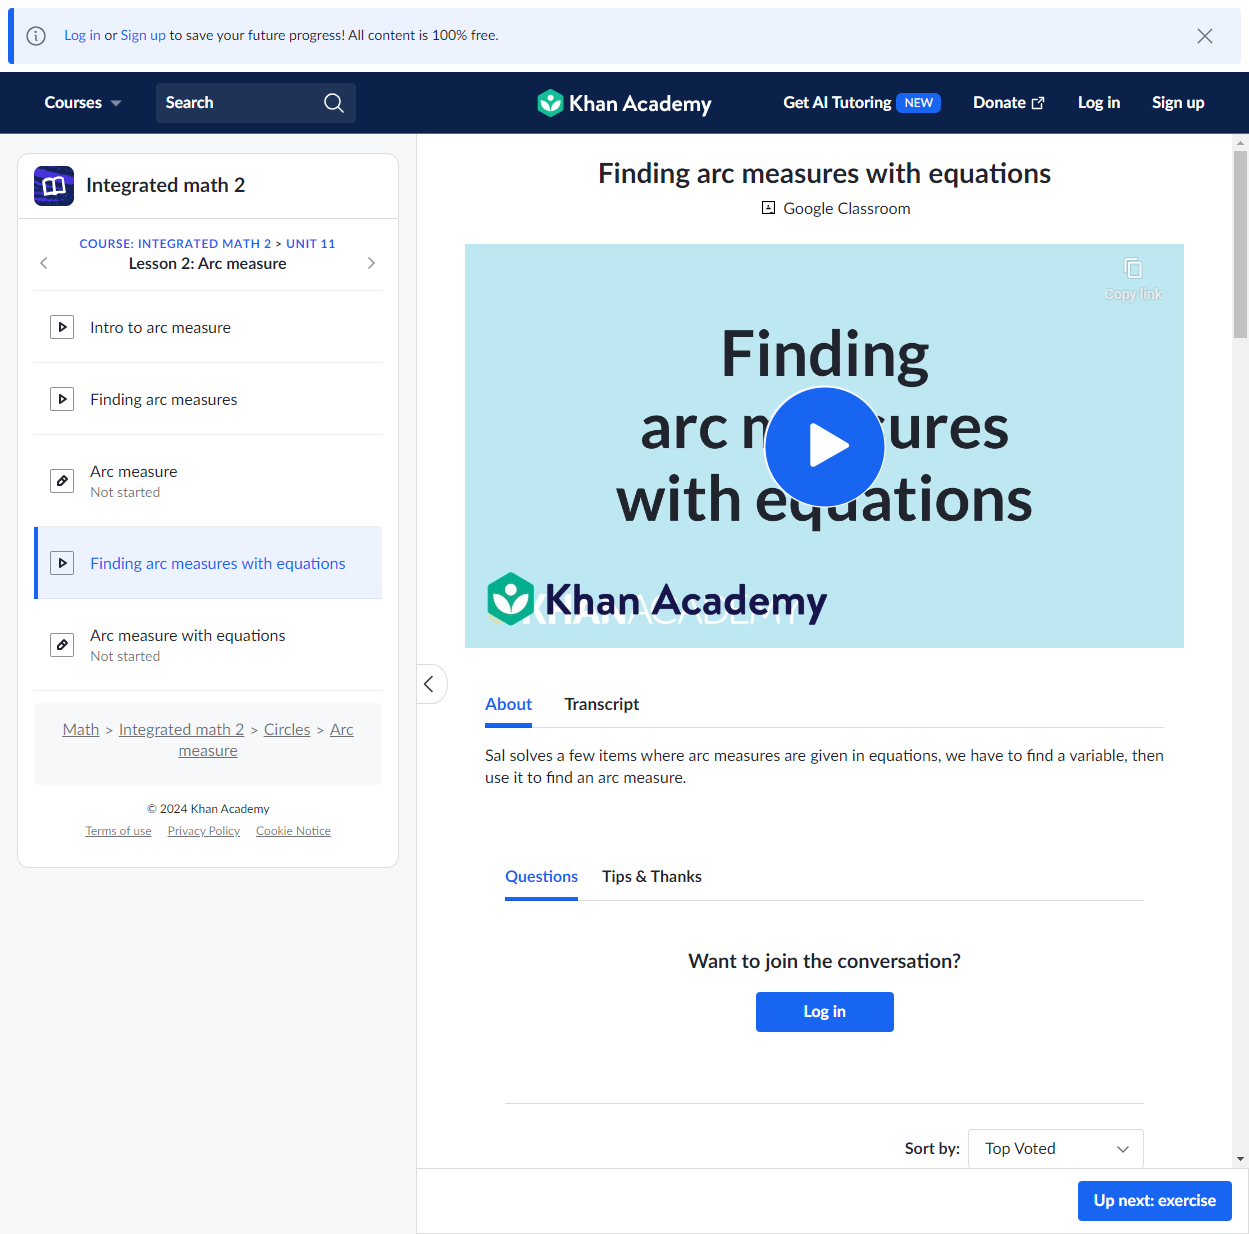 Log in or Sign up to save your future progress! All content is 100% free.
Courses
Search
Khan Academy
Get AI Tutoring NEW
Donate
Log in
Sign up
Integrated math 2
COURSE: INTEGRATED MATH 2 > UNIT 11
Lesson 2: Arc measure
Intro to arc measure
Finding arc measures
Arc measure
Not started
Finding arc measures with equations
Arc measure with equations
Not started
Math > Integrated math 2 > Circles > Arc
measure
© 2024 Khan Academy
Terms of use Privacy Policy Cookie Notice
Finding arc measures with equations
Google Classroom
Copy link
Finding
arc measures
with equations
Khan Academy
KHANACADEMY
About
Transcript
Sal solves a few items where arc measures are given in equations, we have to find a variable, then
use it to find an arc measure.
Questions
Tips & Thanks
Want to join the conversation?
Log in
Sort by:
Top Voted
Up next: exercise